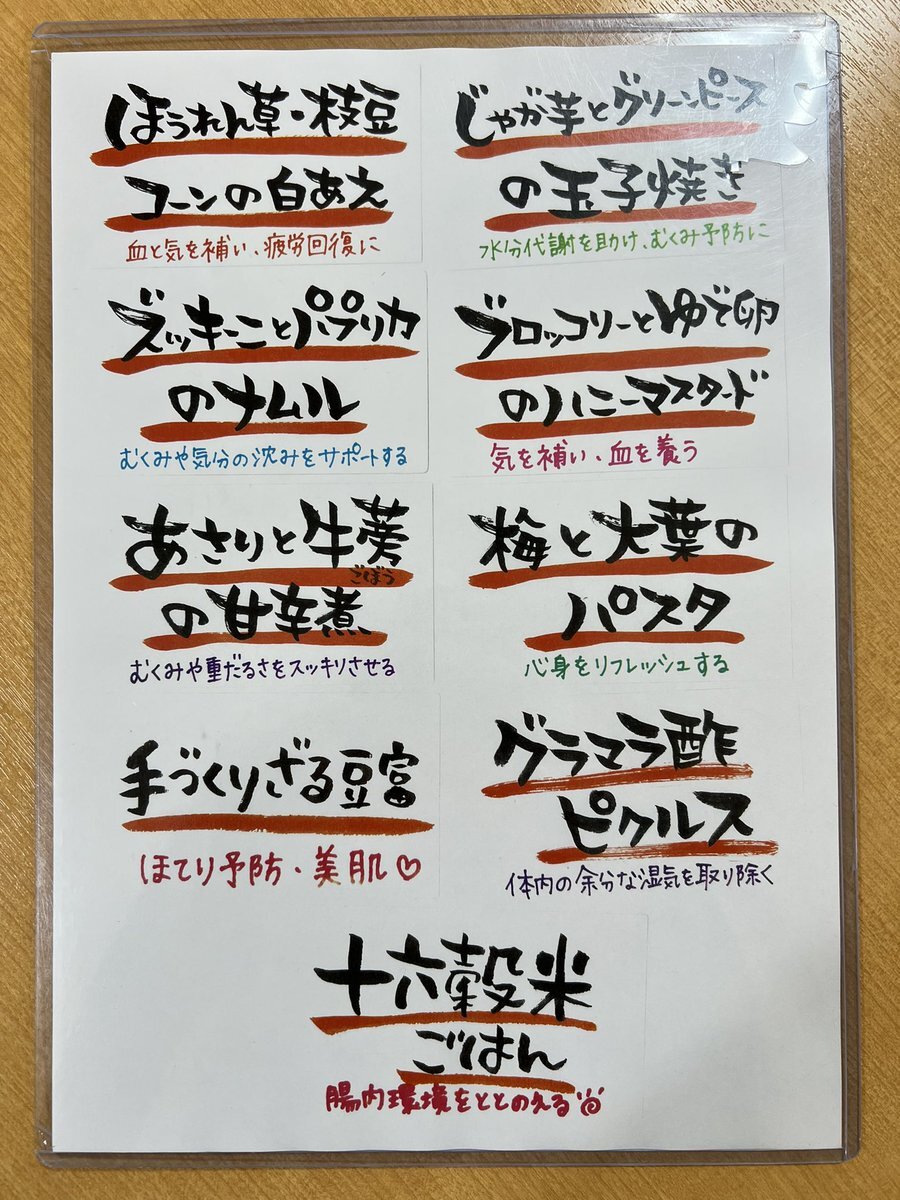 ほうれん草・枝豆
コーンの白あえ
血と気を補い、疲労回復に
じゃが芋とグリーンピース
の玉子焼き
水分代謝を助け、むくみ予防に
ズッキーニとパプリカ
のナムル
むくみや気分の沈みをサポートする
ブロッコリーとゆで卵
のハニーマスタード
気を補い、血を養う
あさりと牛蒡
ごぼう
の甘辛煮
むくみや重だるさをスッキリさせる
梅と大葉の
パスタ
心身をリフレッシュする
手づくりざる豆富
ほてり予防・美肌♡
グラマラ酢
ピクルス
体内の余分な湿気を取り除く
十六穀米
ごはん
腸内環境をととのえる